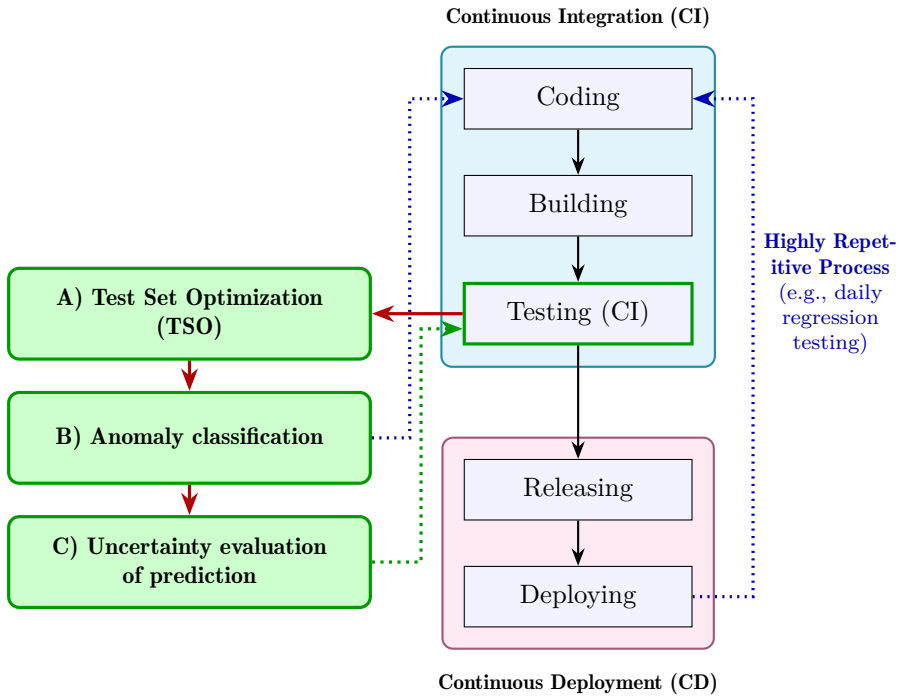 Continuous Integration (CI)
Coding
Building
Highly Repet-
itive Process
(e.g., daily
regression
testing)
A) Test Set Optimization
(TSO)
Testing (CI)
B) Anomaly classification
Releasing
C) Uncertainty evaluation
of prediction
Deploying
Continuous Deployment (CD)